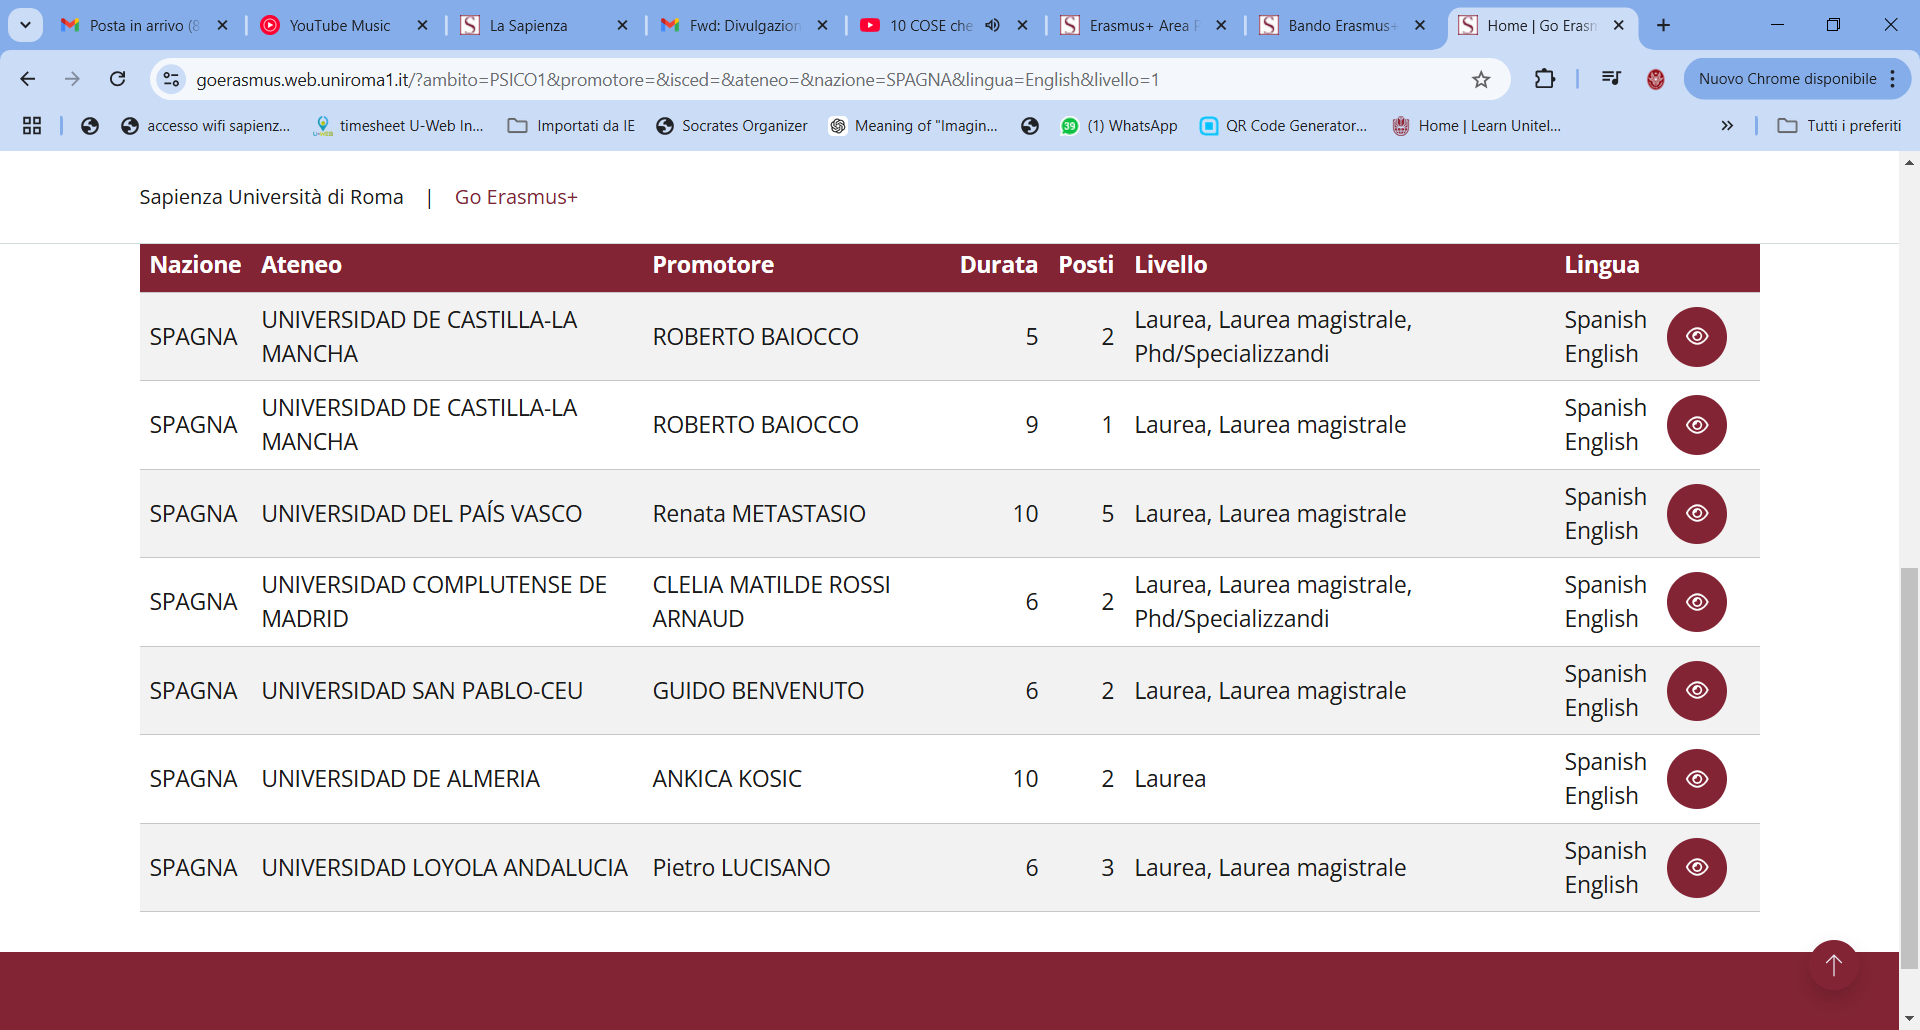 Posta in arrivo (8
YouTube Music
La Sapienza
Fwd: Divulgazion
10 COSE che
Erasmus+ Area P
Bando Erasmus+
Home | Go Erasm
goerasmus.web.uniroma1.it/?ambito=PSICO1&promotore=&isced=&ateneo=&nazione=SPAGNA&lingua=English&livello=1
Nuovo Chrome disponibile
accesso wifi sapienz...
timesheet U-Web In...
Importati da IE
Socrates Organizer
Meaning of "Imagin...
39
(1) WhatsApp
QR Code Generator...
Home | Learn Unitel...
»
Tutti i preferiti
Sapienza Università di Roma | Go Erasmus+
Nazione Ateneo Promotore Durata Posti Livello Lingua
SPAGNA
UNIVERSIDAD DE CASTILLA-LA
MANCHA
ROBERTO BAIOCCO
5
2
Laurea, Laurea magistrale,
Phd/Specializzandi
Spanish
English
SPAGNA
UNIVERSIDAD DE CASTILLA-LA
MANCHA
ROBERTO BAIOCCO
9
1
Laurea, Laurea magistrale
Spanish
English
SPAGNA
UNIVERSIDAD DEL PAÍS VASCO
Renata METASTASIO
10
5
Laurea, Laurea magistrale
Spanish
English
SPAGNA
UNIVERSIDAD COMPLUTENSE DE
MADRID
CLELIA MATILDE ROSSI
ARNAUD
6
2
Laurea, Laurea magistrale,
Phd/Specializzandi
Spanish
English
SPAGNA
UNIVERSIDAD SAN PABLO-CEU
GUIDO BENVENUTO
6
2
Laurea, Laurea magistrale
Spanish
English
SPAGNA
UNIVERSIDAD DE ALMERIA
ANKICA KOSIC
10
2
Laurea
Spanish
English
SPAGNA
UNIVERSIDAD LOYOLA ANDALUCIA
Pietro LUCISANO
6
3
Laurea, Laurea magistrale
Spanish
English